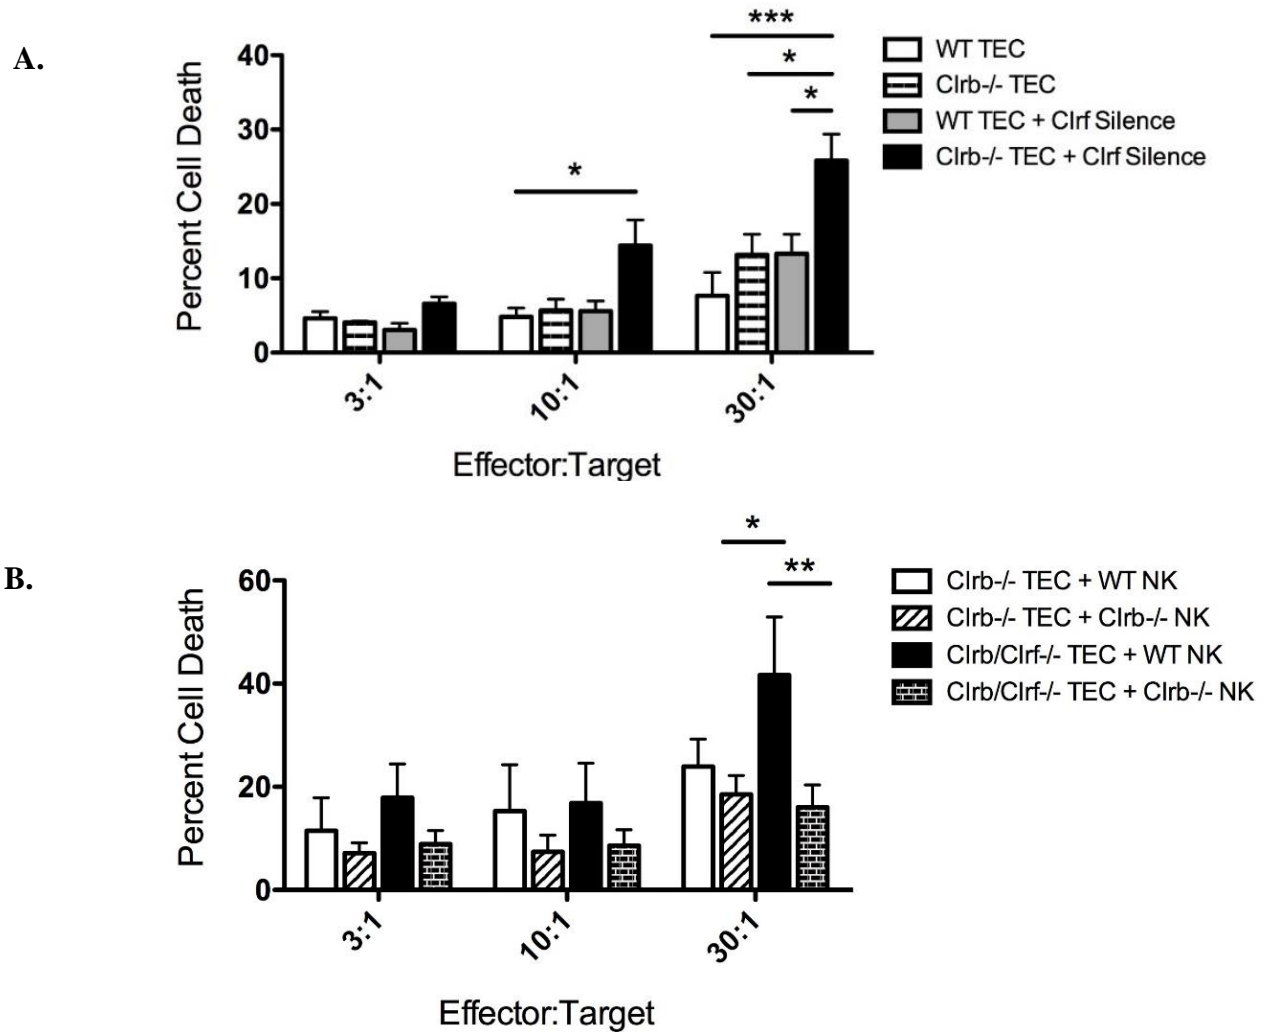 A.
***
*
*
*
40
30
20
10
0
Percent Cell Death
3:1
10:1
30:1
Effector:Target
WT TEC
Clrb-/- TEC
WT TEC + Clrf Silence
Clrb-/- TEC + Clrf Silence
B.
*
**
60
40
20
0
Percent Cell Death
3:1
10:1
30:1
Effector:Target
Clrb-/- TEC + WT NK
Clrb-/- TEC + Clrb-/- NK
Clrb/Clrf-/- TEC + WT NK
Clrb/Clrf-/- TEC + Clrb-/- NK